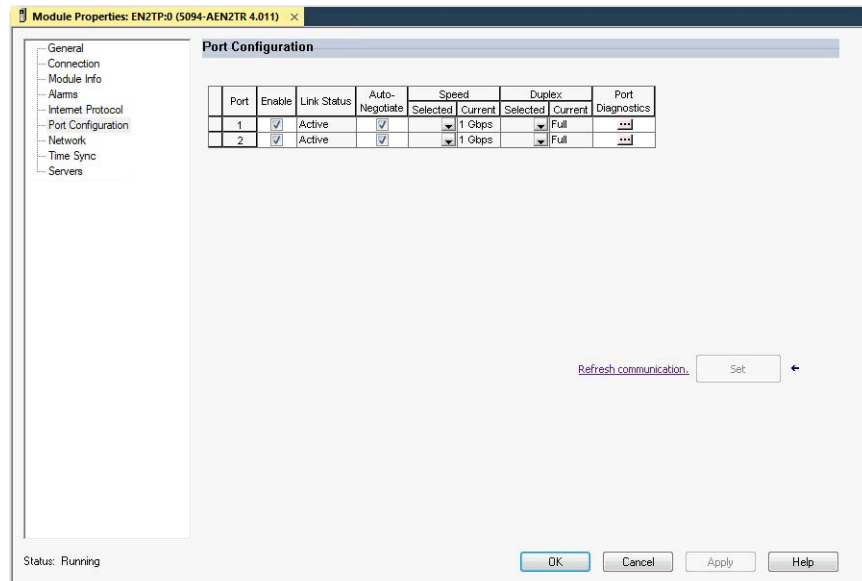 Module Properties: EN2TP:0 (5094-AEN2TR 4.011) ×
General
Connection
Module Info
Alarms
Internet Protocol
Port Configuration
Network
Time Sync
Servers
Port Configuration
Port Enable Link Status Auto-Negotiate Speed Duplex Port Diagnostics
Selected Current Selected Current
1 Active 1 Gbps Full ...
2 Active 1 Gbps Full ...
Refresh communication. Set ←
Status: Running
OK Cancel Apply Help